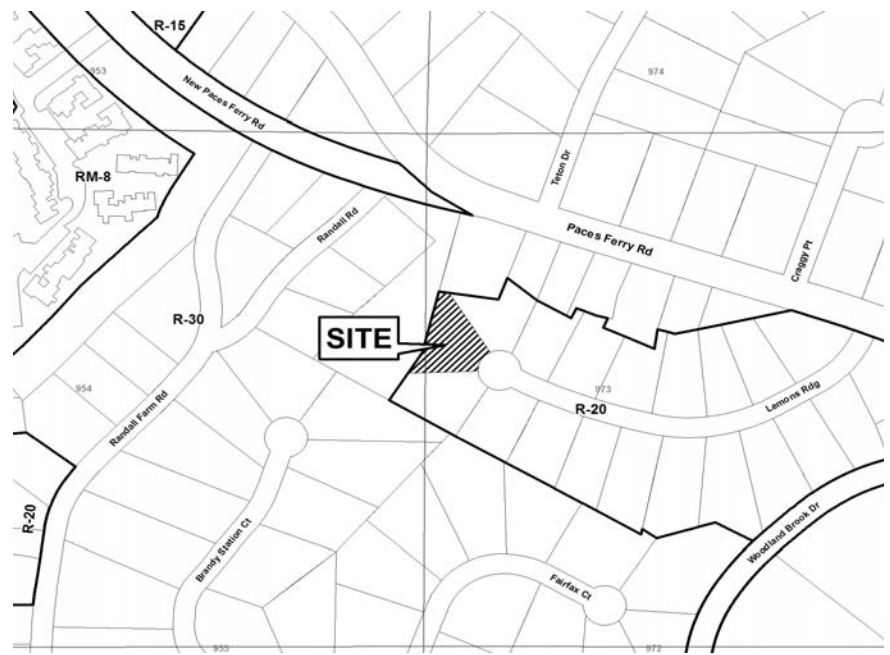 R-15
953
974
New Paces Ferry Rd
RM-8
Teton Dr
Randall Rd
Paces Ferry Rd
Craggy Pt
R-30
SITE
954
973
R-20
Lemons Rdg
Randall Farm Rd
R-20
Woodland Brook Dr
Brandy Station Ct
Fairfax Ct
955
972